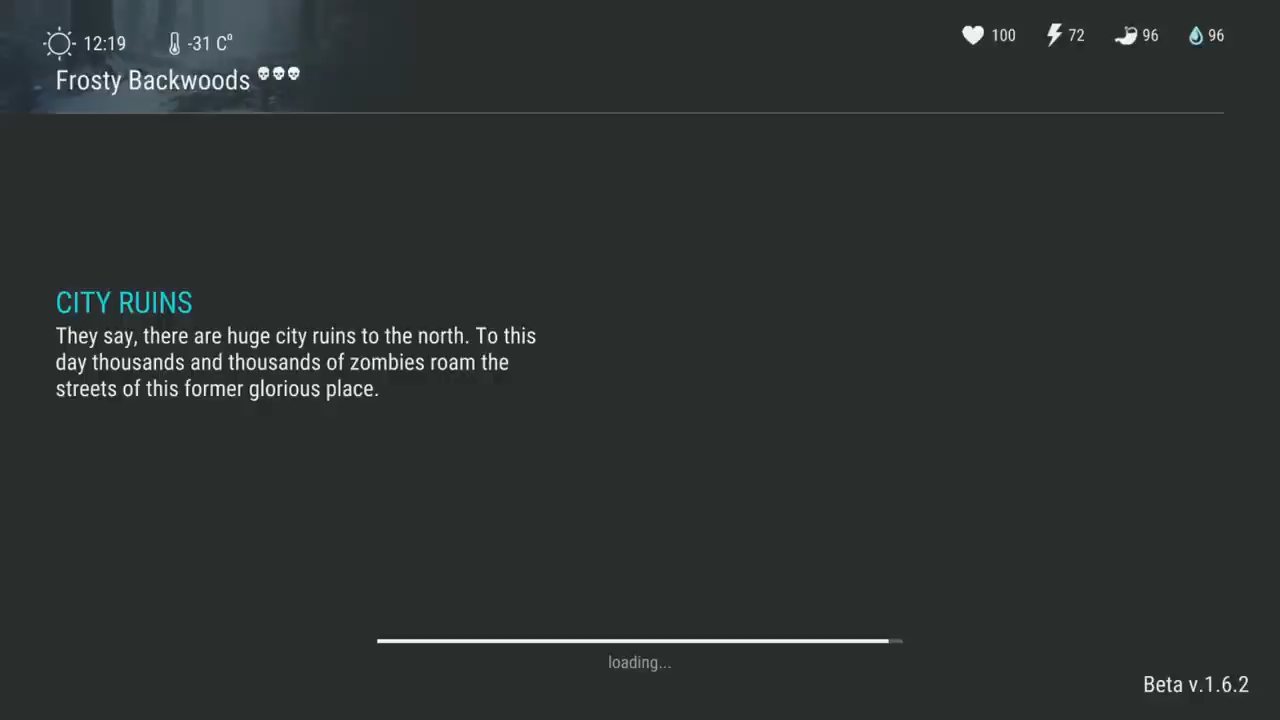 12:19 -31 Cº 100 72 96 96
Frosty Backwoods
CITY RUINS
They say, there are huge city ruins to the north. To this
day thousands and thousands of zombies roam the
streets of this former glorious place.
loading...
Beta v.1.6.2